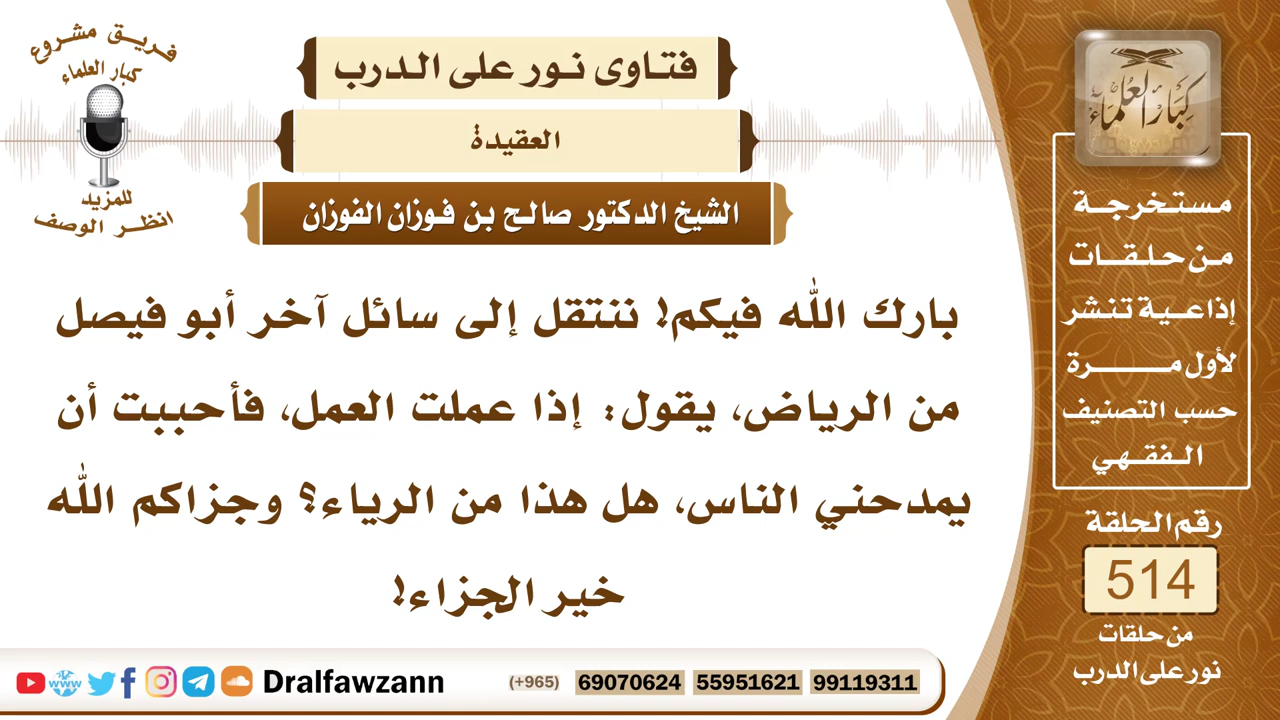 فريق مشروع
كبار العلماء
للمزيد
انظر الوصف
فتاوى نور على الدرب
العقيدة
الشيخ الدكتور صالح بن فوزان الفوزان
بارك الله فيكم! ننتقل إلى سائل آخر أبو فيصل
من الرياض، يقول: إذا عملت العمل، فأحببت أن
يمدحني الناس، هل هذا من الرياء؟ وجزاكم الله
خير الجزاء!
كبار العلماء
مستخرجة
من حلقات
إذاعية تنشر
لأول مرة
حسب التصنيف
الفقهي
رقم الحلقة
514
من حلقات
نور على الدرب
www Dralfawzann (+965) 69070624 55951621 99119311